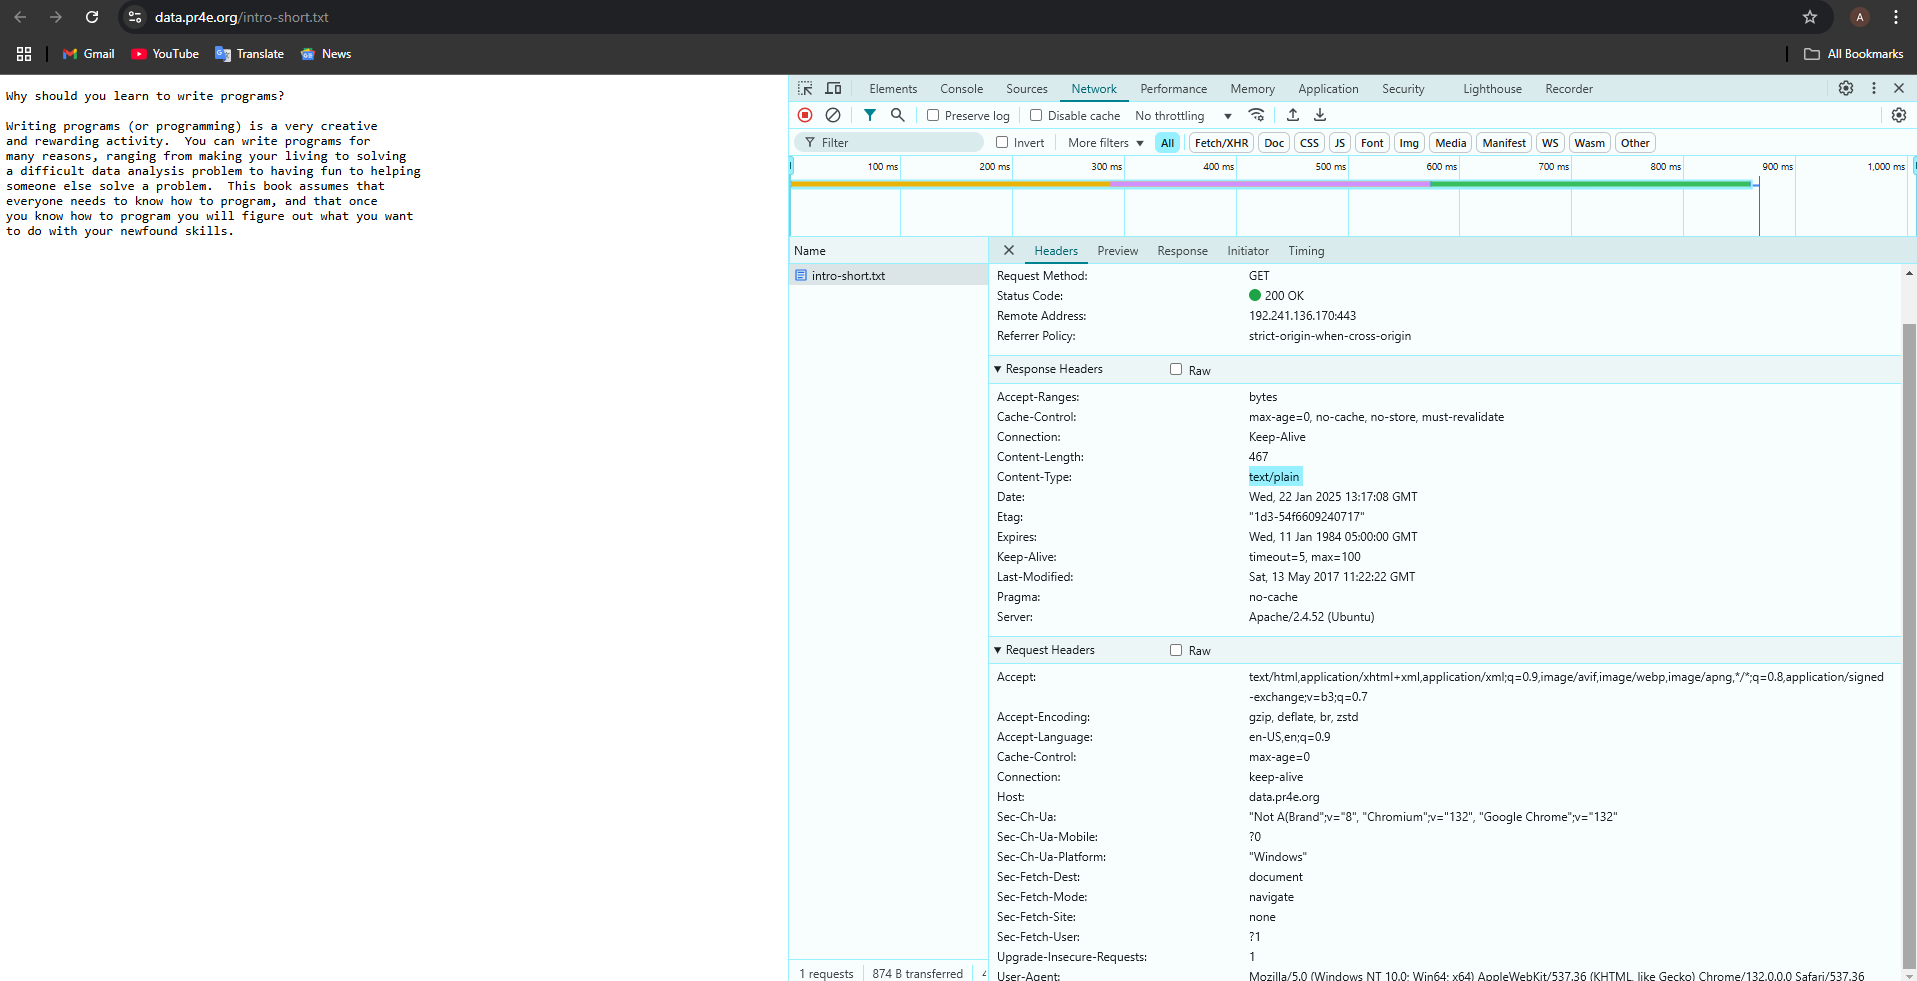 data.pr4e.org/intro-short.txt
A
Gmail YouTube Translate News All Bookmarks
Why should you learn to write programs?
Writing programs (or programming) is a very creative
and rewarding activity.  You can write programs for
many reasons, ranging from making your living to solving
a difficult data analysis problem to having fun to helping
someone else solve a problem.  This book assumes that
everyone needs to know how to program, and that once
you know how to program you will figure out what you want
to do with your newfound skills.
Elements Console Sources Network Performance Memory Application Security Lighthouse Recorder
Preserve log Disable cache No throttling
Filter Invert More filters All Fetch/XHR Doc CSS JS Font Img Media Manifest WS Wasm Other
100 ms 200 ms 300 ms 400 ms 500 ms 600 ms 700 ms 800 ms 900 ms 1,000 ms
Name
intro-short.txt
Headers Preview Response Initiator Timing
Request Method: GET
Status Code: 200 OK
Remote Address: 192.241.136.170:443
Referrer Policy: strict-origin-when-cross-origin
Response Headers Raw
Accept-Ranges: bytes
Cache-Control: max-age=0, no-cache, no-store, must-revalidate
Connection: Keep-Alive
Content-Length: 467
Content-Type: text/plain
Date: Wed, 22 Jan 2025 13:17:08 GMT
Etag: "1d3-54f6609240717"
Expires: Wed, 11 Jan 1984 05:00:00 GMT
Keep-Alive: timeout=5, max=100
Last-Modified: Sat, 13 May 2017 11:22:22 GMT
Pragma: no-cache
Server: Apache/2.4.52 (Ubuntu)
Request Headers Raw
Accept: text/html,application/xhtml+xml,application/xml;q=0.9,image/avif,image/webp,image/apng,*/*;q=0.8,application/signed
-exchange;v=b3;q=0.7
Accept-Encoding: gzip, deflate, br, zstd
Accept-Language: en-US,en;q=0.9
Cache-Control: max-age=0
Connection: keep-alive
Host: data.pr4e.org
Sec-Ch-Ua: "Not A(Brand";v="8", "Chromium";v="132", "Google Chrome";v="132"
Sec-Ch-Ua-Mobile: ?0
Sec-Ch-Ua-Platform: "Windows"
Sec-Fetch-Dest: document
Sec-Fetch-Mode: navigate
Sec-Fetch-Site: none
Sec-Fetch-User: ?1
Upgrade-Insecure-Requests: 1
User-Agent: Mozilla/5.0 (Windows NT 10.0; Win64; x64) AppleWebKit/537.36 (KHTML, like Gecko) Chrome/132.0.0.0 Safari/537.36
1 requests 874 B transferred